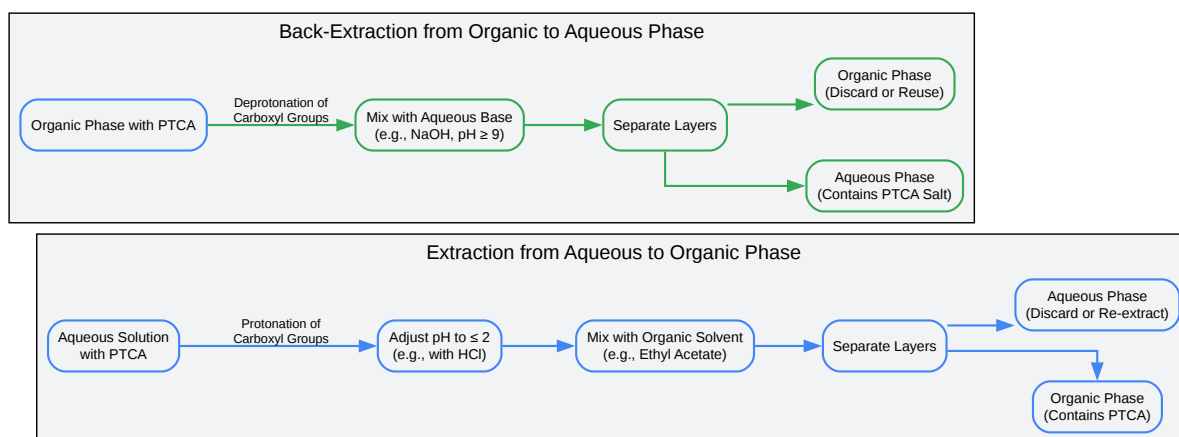 Back-Extraction from Organic to Aqueous Phase
Organic Phase with PTCA
Deprotonation of
Carboxyl Groups
Mix with Aqueous Base
(e.g., NaOH, pH ≥ 9)
Separate Layers
Organic Phase
(Discard or Reuse)
Aqueous Phase
(Contains PTCA Salt)
Extraction from Aqueous to Organic Phase
Aqueous Solution
with PTCA
Protonation of
Carboxyl Groups
Adjust pH to ≤ 2
(e.g., with HCl)
Mix with Organic Solvent
(e.g., Ethyl Acetate)
Separate Layers
Aqueous Phase
(Discard or Re-extract)
Organic Phase
(Contains PTCA)